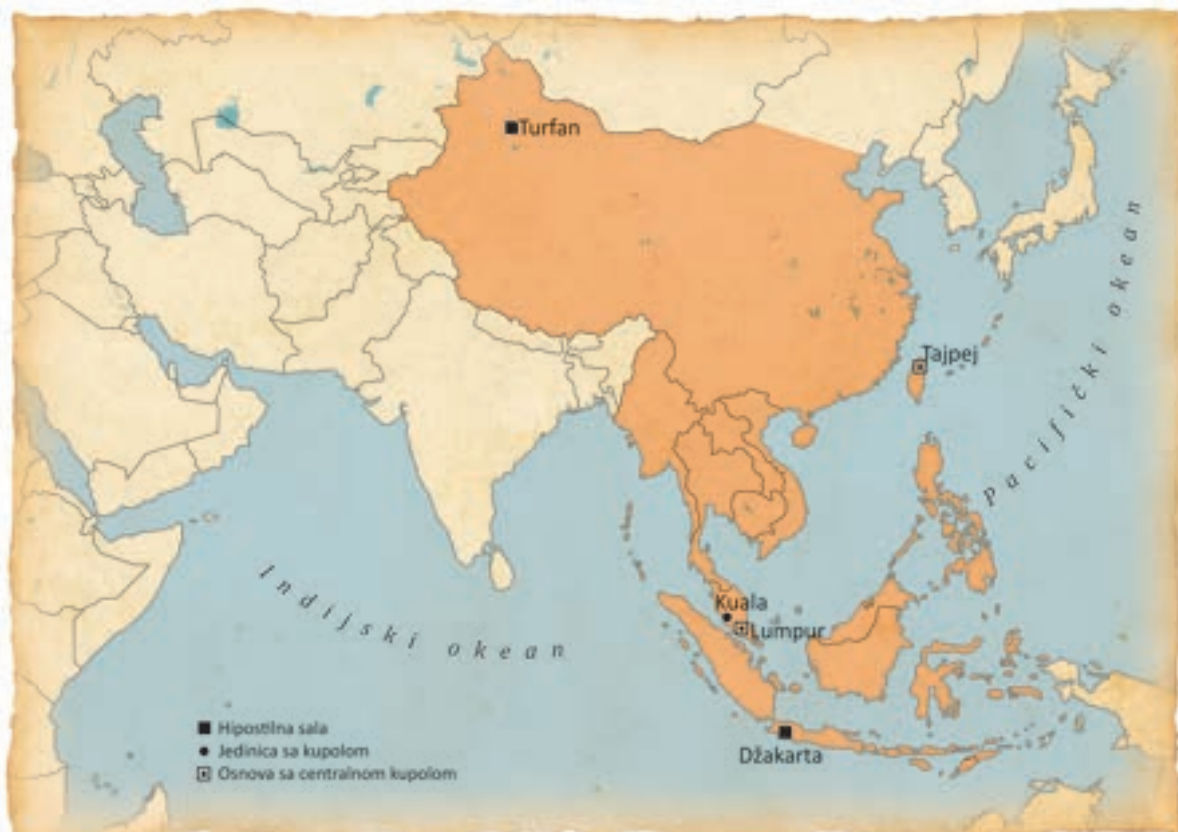 Turfan
Tajpej
Pacifički okean
Kuala
Lumpur
Indijski okean
Hipostilna sala
Jedinica sa kupolom
Osnova sa centralnom kupolom
Džakarta